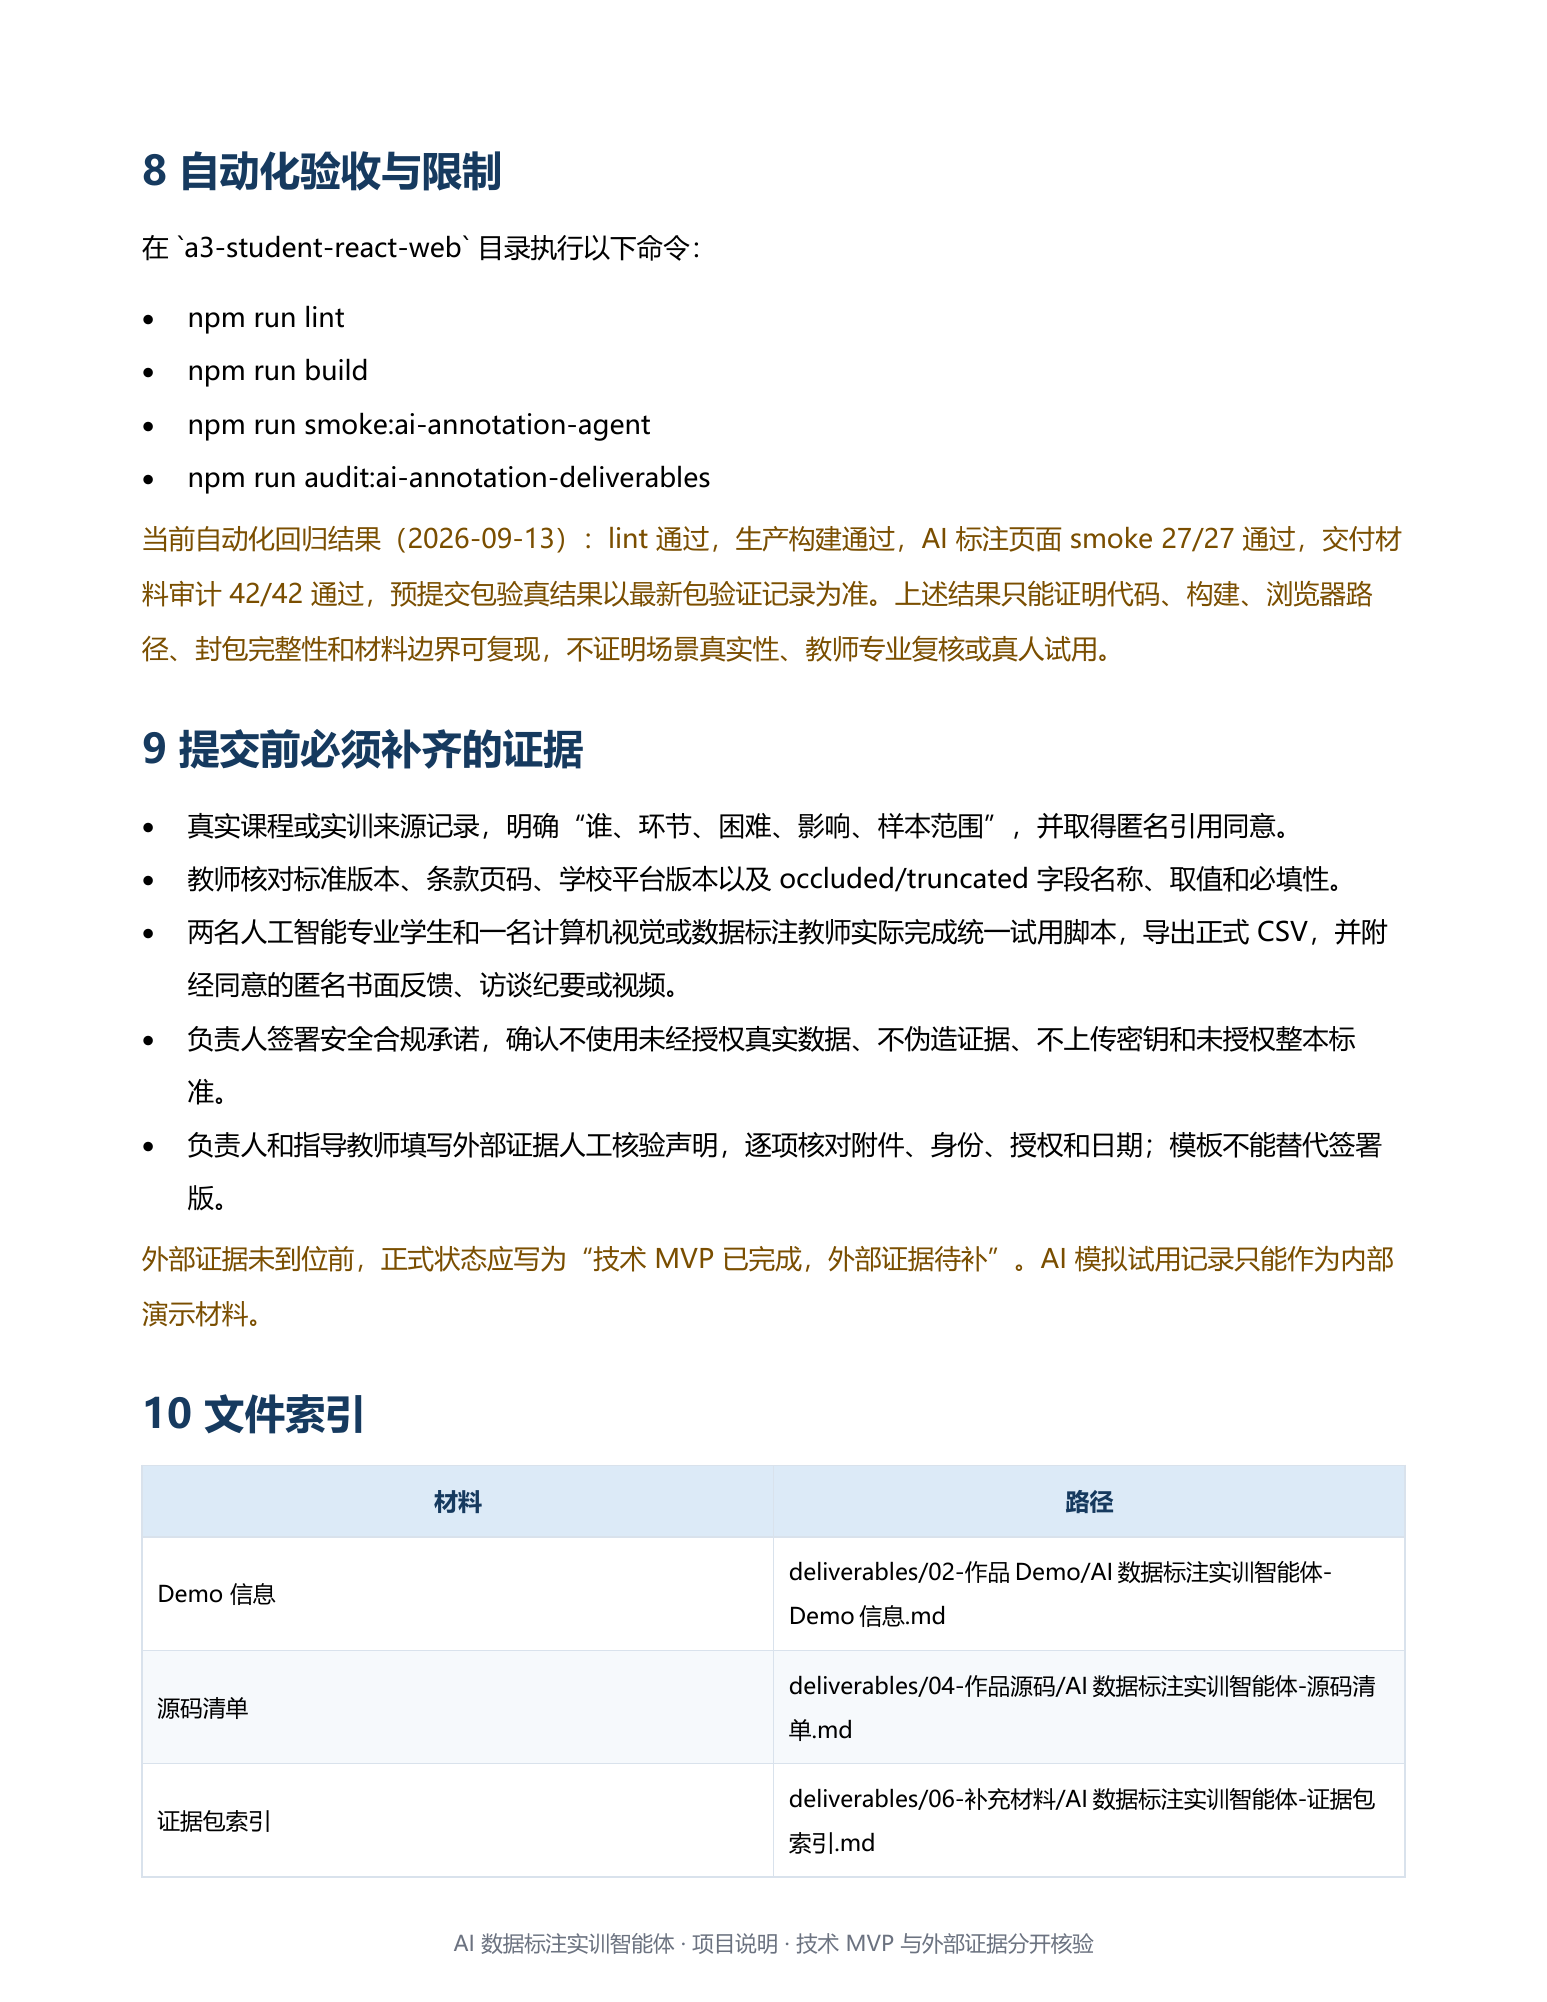 8 自动化验收与限制
在 `a3-student-react-web` 目录执行以下命令：
• npm run lint
• npm run build
• npm run smoke:ai-annotation-agent
• npm run audit:ai-annotation-deliverables
当前自动化回归结果（2026-09-13）：lint 通过，生产构建通过，AI 标注页面 smoke 27/27 通过，交付材
料审计 42/42 通过，预提交包验真结果以最新包验证记录为准。上述结果只能证明代码、构建、浏览器路
径、封包完整性和材料边界可复现，不证明场景真实性、教师专业复核或真人试用。
9 提交前必须补齐的证据
• 真实课程或实训来源记录，明确“谁、环节、困难、影响、样本范围”，并取得匿名引用同意。
• 教师核对标准版本、条款页码、学校平台版本以及 occluded/truncated 字段名称、取值和必填性。
• 两名人工智能专业学生和一名计算机视觉或数据标注教师实际完成统一试用脚本，导出正式 CSV，并附
经同意的匿名书面反馈、访谈纪要或视频。
• 负责人签署安全合规承诺，确认不使用未经授权真实数据、不伪造证据、不上传密钥和未授权整本标
准。
• 负责人和指导教师填写外部证据人工核验声明，逐项核对附件、身份、授权和日期；模板不能替代签署
版。
外部证据未到位前，正式状态应写为“技术 MVP 已完成，外部证据待补”。AI 模拟试用记录只能作为内部
演示材料。
10 文件索引
材料 路径
Demo 信息
deliverables/02-作品 Demo/AI 数据标注实训智能体-
Demo 信息.md
源码清单
deliverables/04-作品源码/AI 数据标注实训智能体-源码清
单.md
证据包索引
deliverables/06-补充材料/AI 数据标注实训智能体-证据包
索引.md
AI 数据标注实训智能体 · 项目说明 · 技术 MVP 与外部证据分开核验